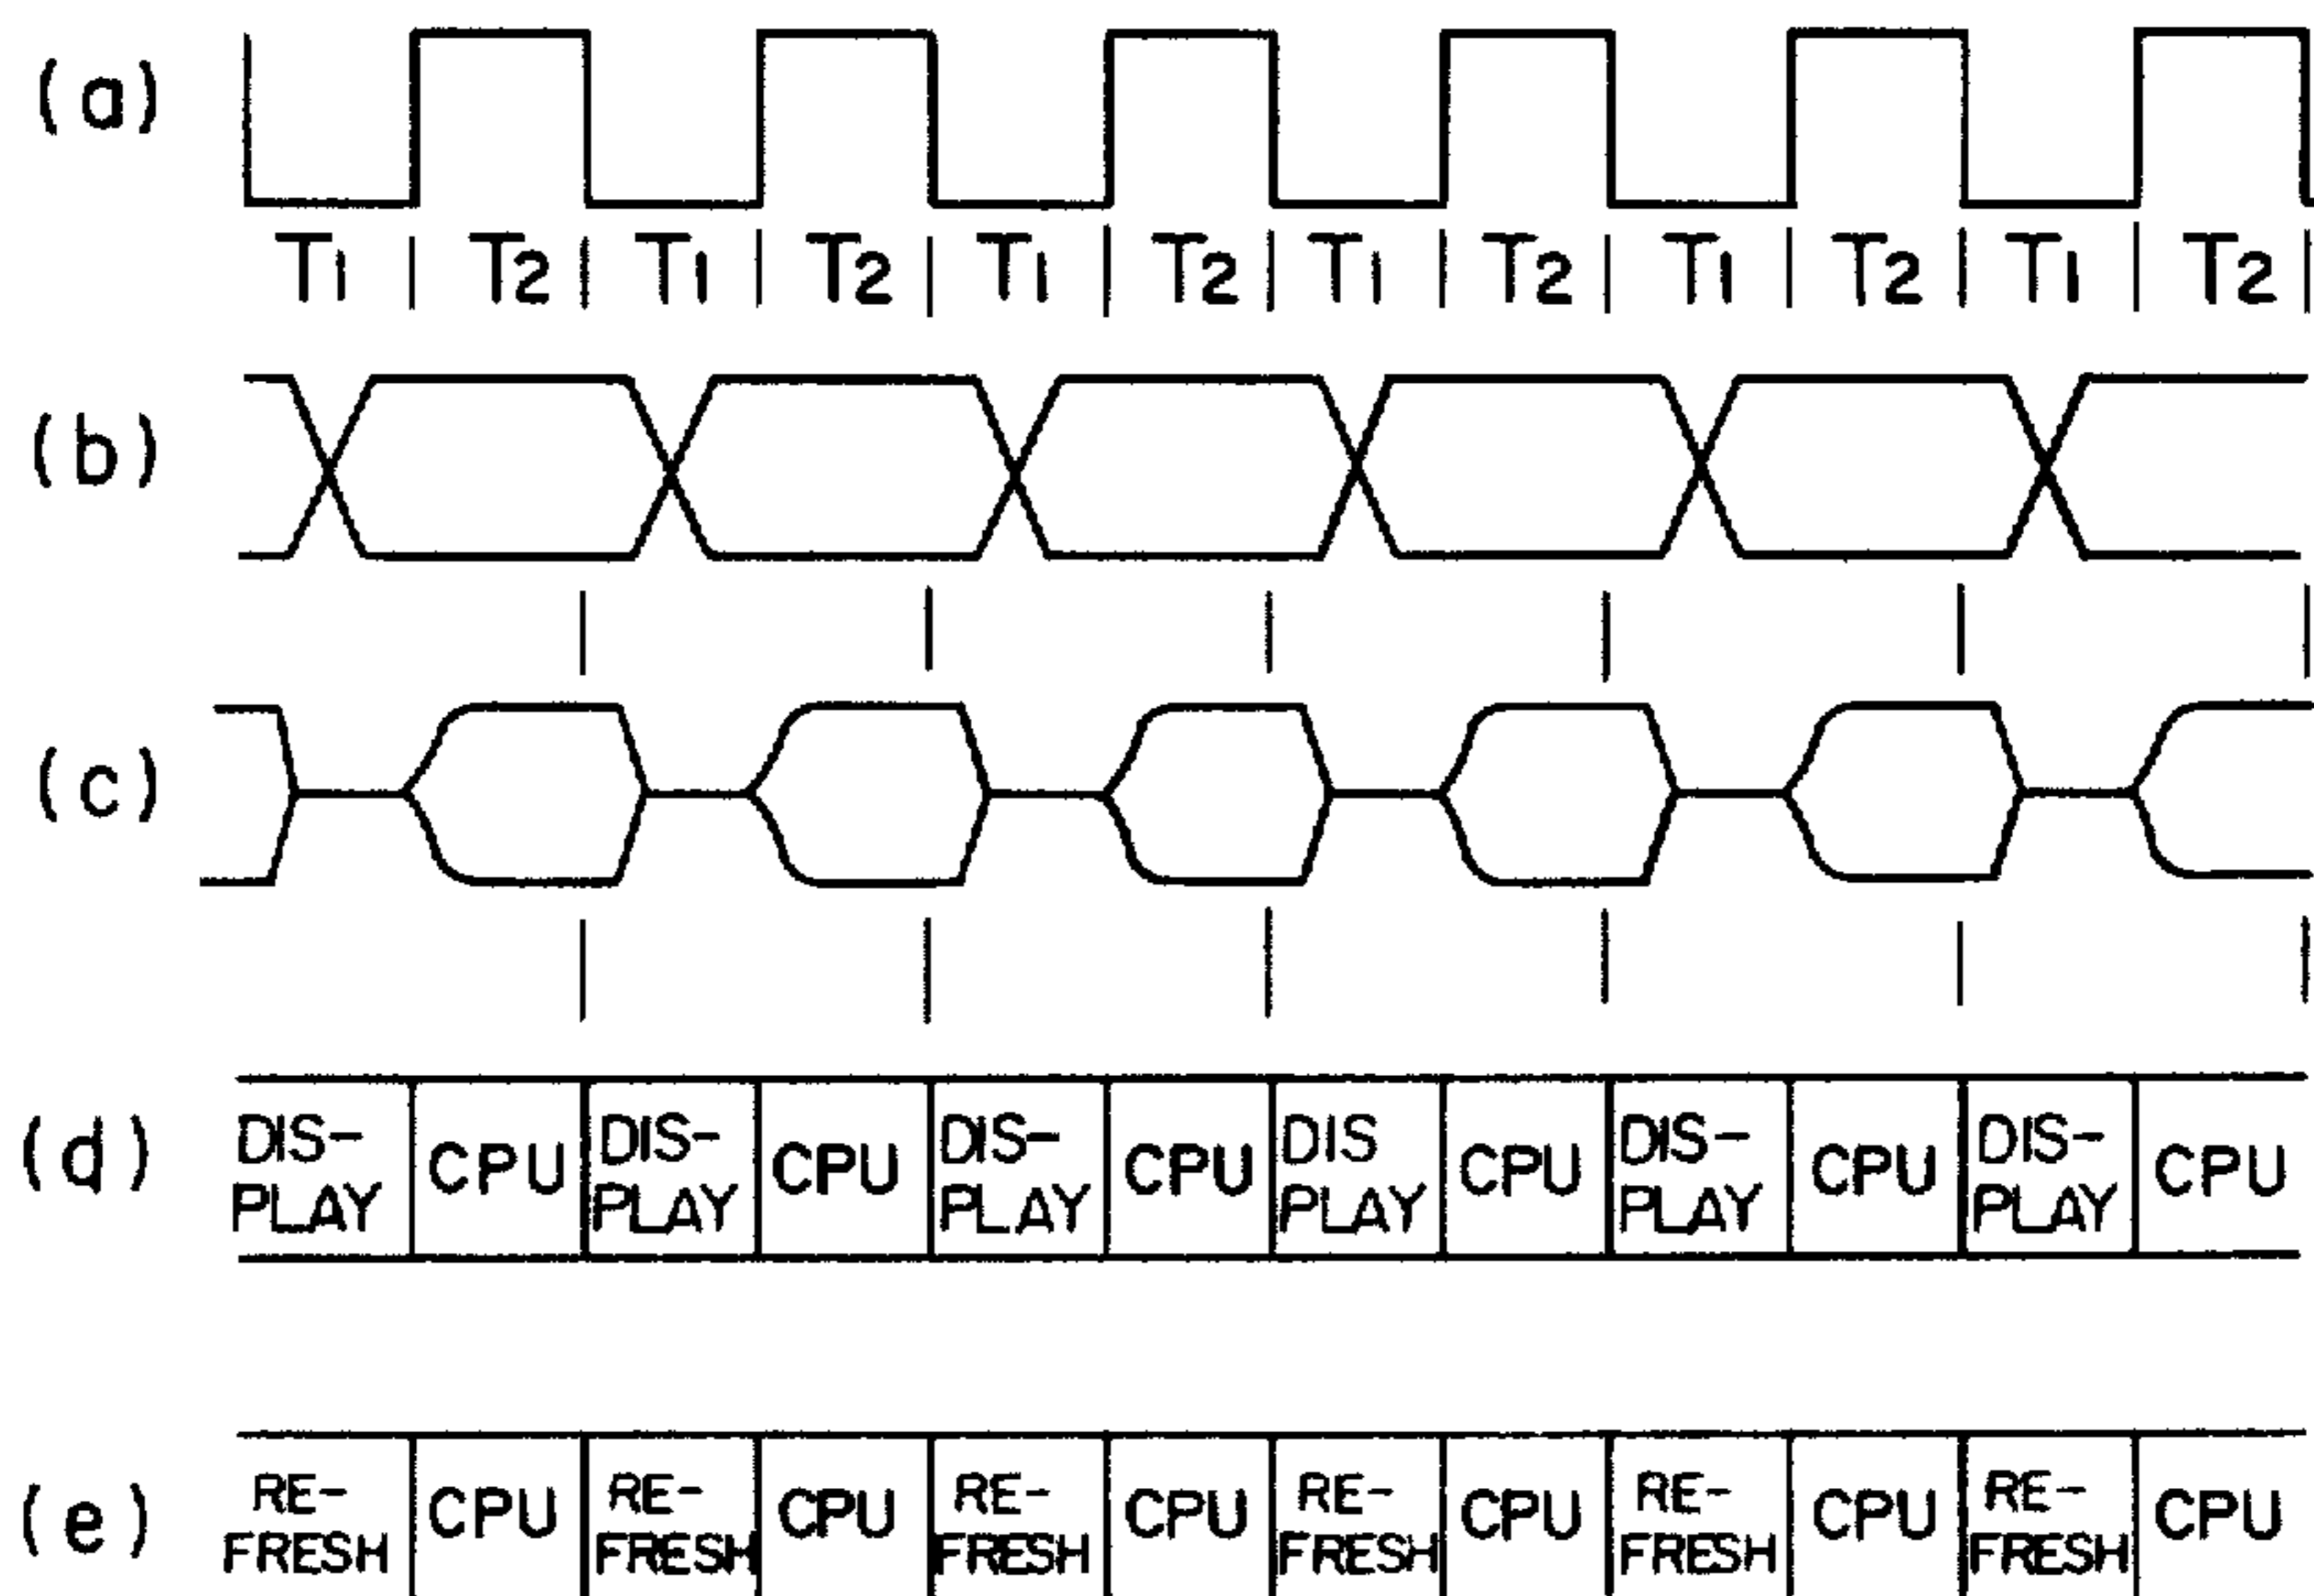 (a)
T1 | T2 | T1 | T2 | T1 | T2 | T1 | T2 | T1 | T2 | T1 | T2 |
(b)
(c)
(d)
DIS- CPU DIS- CPU DIS- CPU DIS CPU DIS- CPU DIS- CPU
PLAY PLAY PLAY PLAY PLAY PLAY
(e)
RE- CPU RE- CPU RE- CPU RE- CPU RE- CPU RE- CPU
FRESH FRESH FRESH FRESH FRESH FRESH